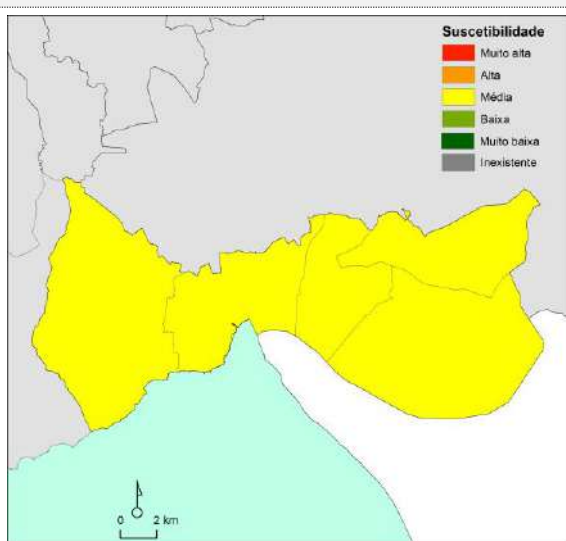 Suscetibilidade
Muito alta
Alta
Média
Baixa
Muito baixa
Inexistente
0 2 km